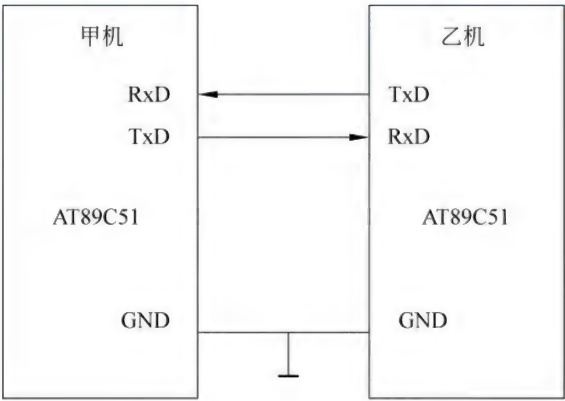 甲机
RxD
TxD
AT89C51
GND
乙机
TxD
RxD
AT89C51
GND